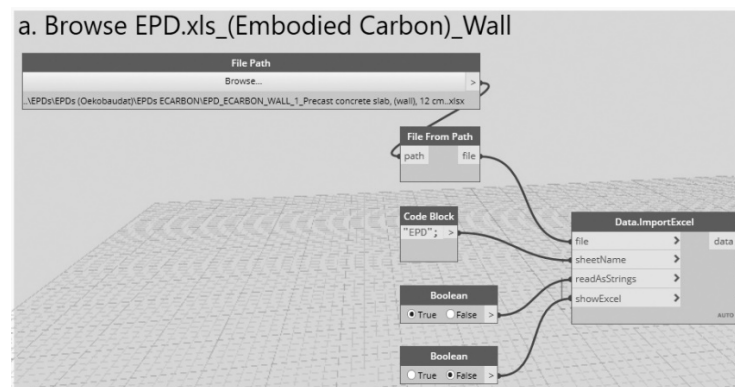 a. Browse EPD.xls_(Embodied Carbon)_Wall
File Path
Browse...
>
..\EPDs\EPDs (Oekobaudat)\EPDs ECARBON\EPD_ECARBON_WALL_1_Precast concrete slab, (wall), 12 cm..xlsx
File From Path
path file
Code Block
"EPD"; >
Data.ImportExcel
file > data
sheetName >
readAsStrings >
showExcel >
AUTO
Boolean
True False >
Boolean
True False >